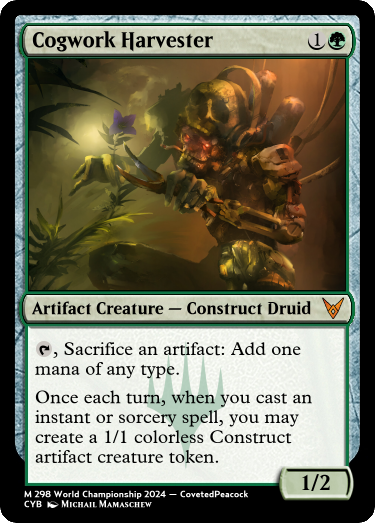 Cogwork Harvester 1
Artifact Creature — Construct Druid
, Sacrifice an artifact: Add one
mana of any type.
Once each turn, when you cast an
instant or sorcery spell, you may
create a 1/1 colorless Construct
artifact creature token.
1/2
M 298 World Championship 2024 — CovetedPeacock
CYB Michail Mamaschew